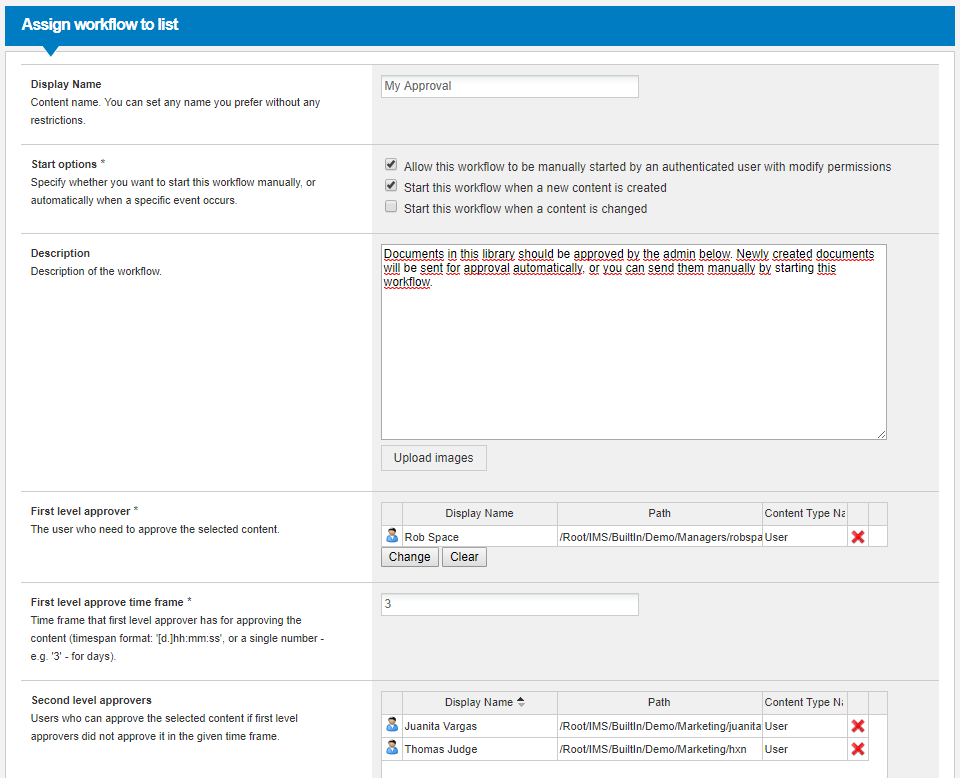 Assign workflow to list
Display Name
Content name. You can set any name you prefer without any
restrictions.
My Approval
Start options *
Specify whether you want to start this workflow manually, or
automatically when a specific event occurs.
Allow this workflow to be manually started by an authenticated user with modify permissions
Start this workflow when a new content is created
Start this workflow when a content is changed
Description
Description of the workflow.
Documents in this library should be approved by the admin below. Newly created documents
will be sent for approval automatically, or you can send them manually by starting this
workflow.
Upload images
First level approver *
The user who need to approve the selected content.
Display Name Path Content Type Na
Rob Space /Root/IMS/BuiltIn/Demo/Managers/robspa User
Change Clear
First level approve time frame *
Time frame that first level approver has for approving the
content (timespan format: '[d.]hh:mm:ss', or a single number -
e.g. '3' - for days).
3
Second level approvers
Users who can approve the selected content if first level
approvers did not approve it in the given time frame.
Display Name Path Content Type Na
Juanita Vargas /Root/IMS/BuiltIn/Demo/Marketing/juanita User
Thomas Judge /Root/IMS/BuiltIn/Demo/Marketing/hxn User